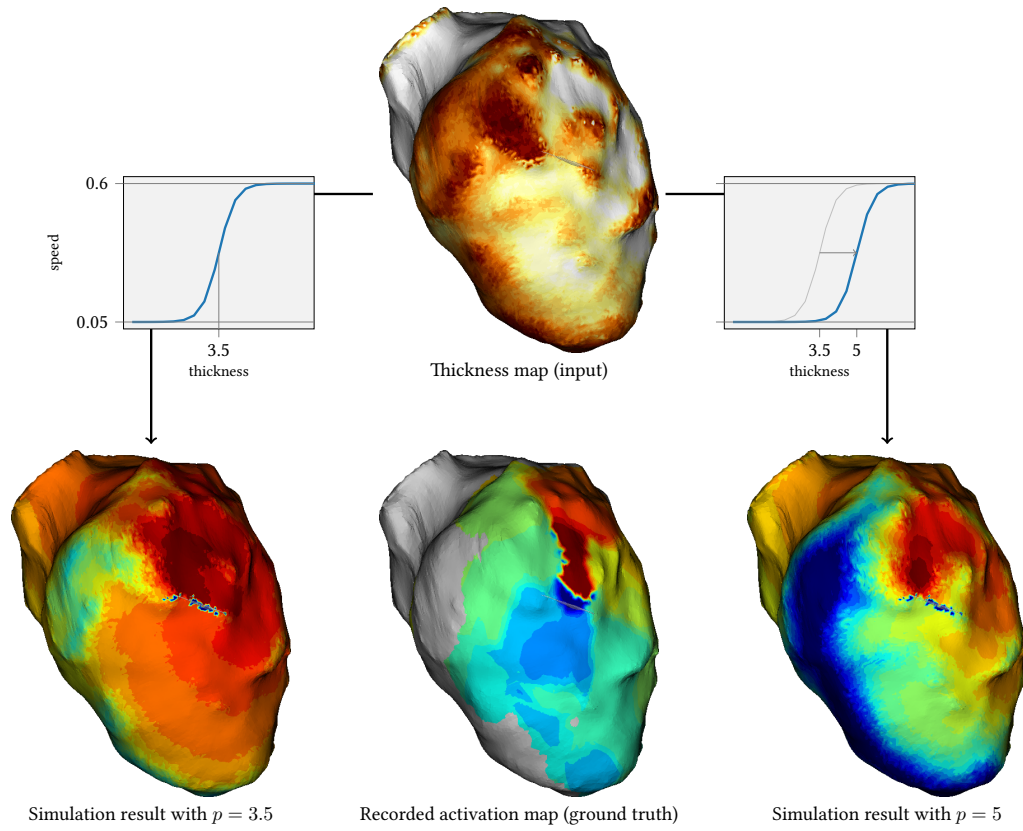 0.6
speed
0.05
3.5
thickness
Thickness map (input)
3.5 5
thickness
Simulation result with p = 3.5
Recorded activation map (ground truth)
Simulation result with p = 5